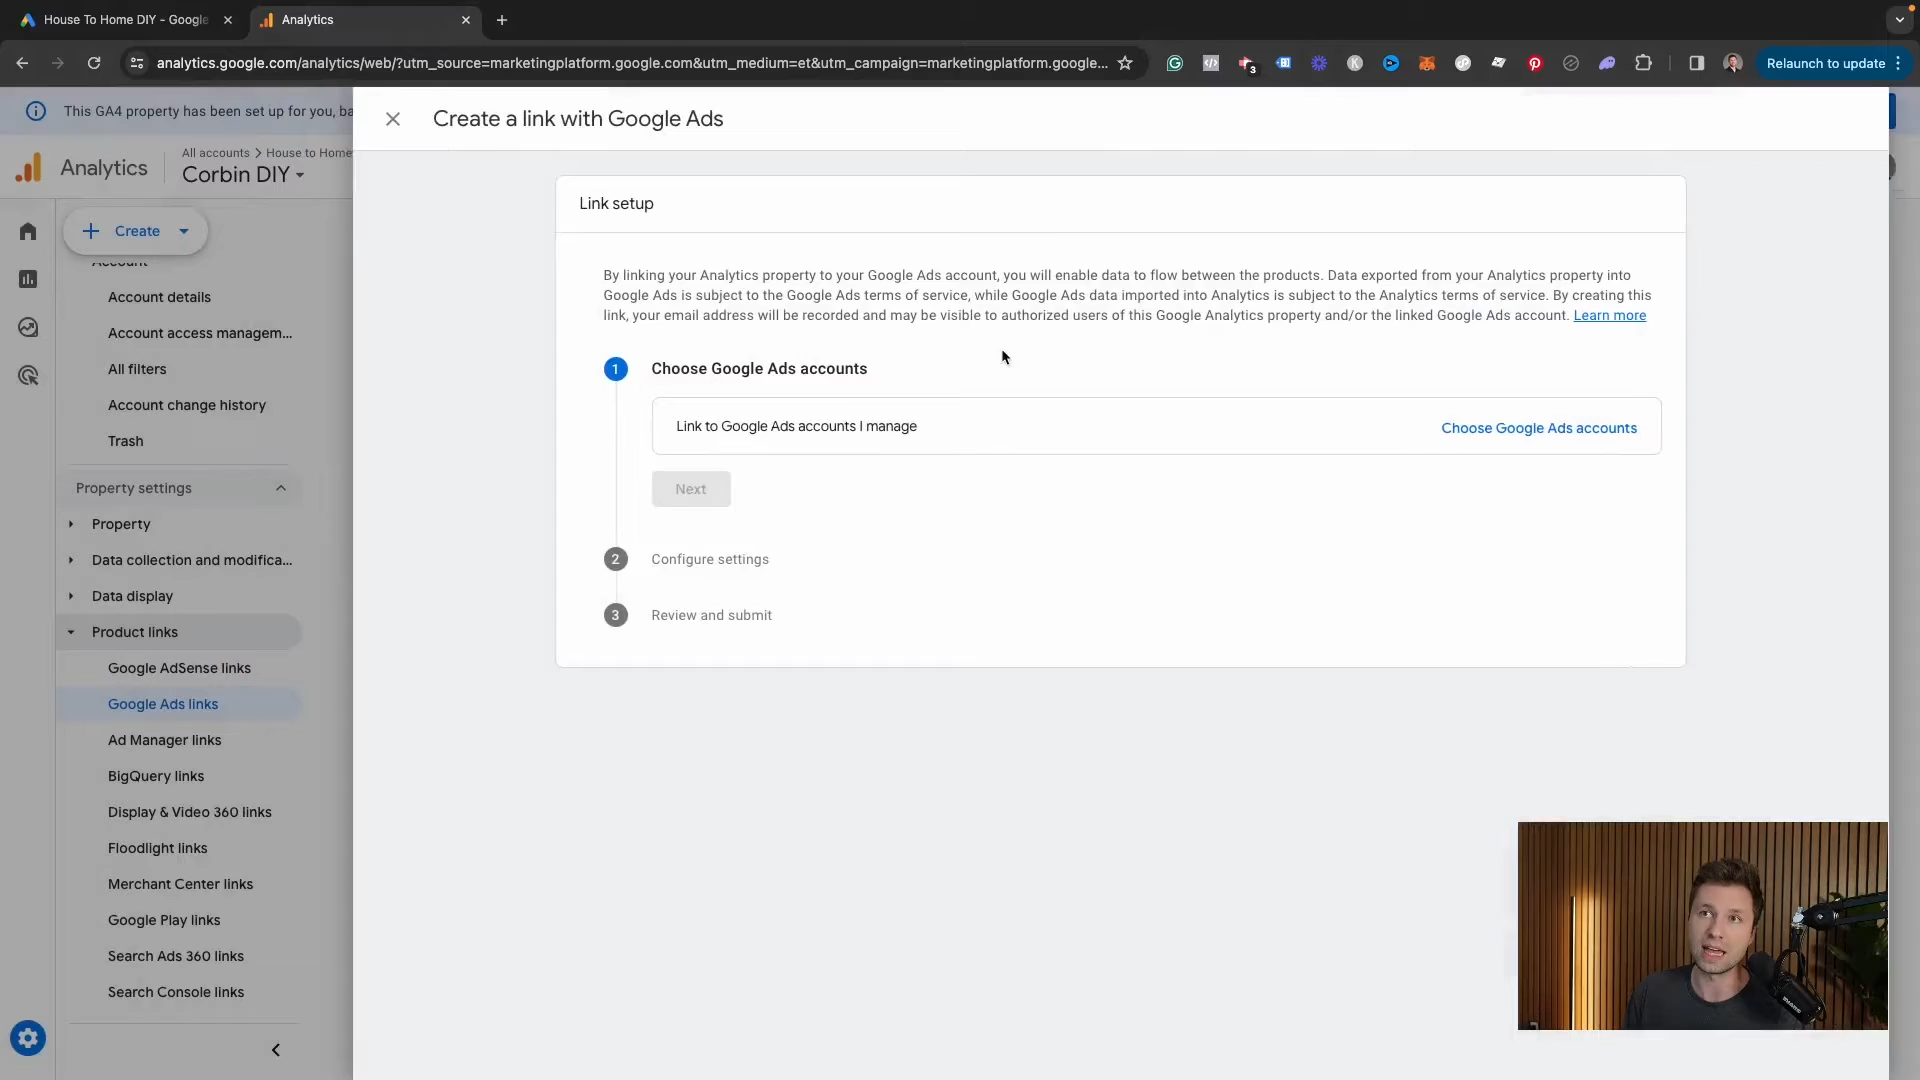 House To Home DIY - Google
Analytics
analytics.google.com/analytics/web/?utm_source=marketingplatform.google.com&utm_medium=et&utm_campaign=marketingplatform.google...
3
Relaunch to update
This GA4 property has been set up for you, ba
Create a link with Google Ads
Analytics
All accounts > House to Home
Corbin DIY
Create
Account
Account details
Account access managem...
All filters
Account change history
Trash
Property settings
Property
Data collection and modifica...
Data display
Product links
Google AdSense links
Google Ads links
Ad Manager links
BigQuery links
Display & Video 360 links
Floodlight links
Merchant Center links
Google Play links
Search Ads 360 links
Search Console links
Link setup
By linking your Analytics property to your Google Ads account, you will enable data to flow between the products. Data exported from your Analytics property into
Google Ads is subject to the Google Ads terms of service, while Google Ads data imported into Analytics is subject to the Analytics terms of service. By creating this
link, your email address will be recorded and may be visible to authorized users of this Google Analytics property and/or the linked Google Ads account. Learn more
1 Choose Google Ads accounts
Link to Google Ads accounts I manage
Choose Google Ads accounts
Next
2 Configure settings
3 Review and submit